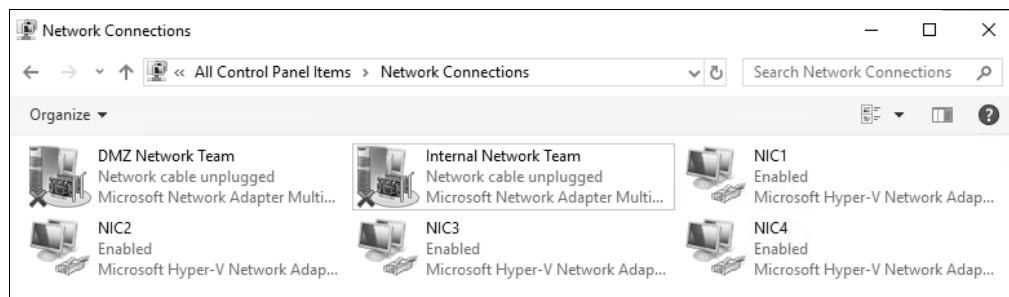 Network Connections
« All Control Panel Items > Network Connections
Search Network Connections
Organize
DMZ Network Team
Network cable unplugged
Microsoft Network Adapter Multi...
Internal Network Team
Network cable unplugged
Microsoft Network Adapter Multi...
NIC1
Enabled
Microsoft Hyper-V Network Adap...
NIC2
Enabled
Microsoft Hyper-V Network Adap...
NIC3
Enabled
Microsoft Hyper-V Network Adap...
NIC4
Enabled
Microsoft Hyper-V Network Adap...